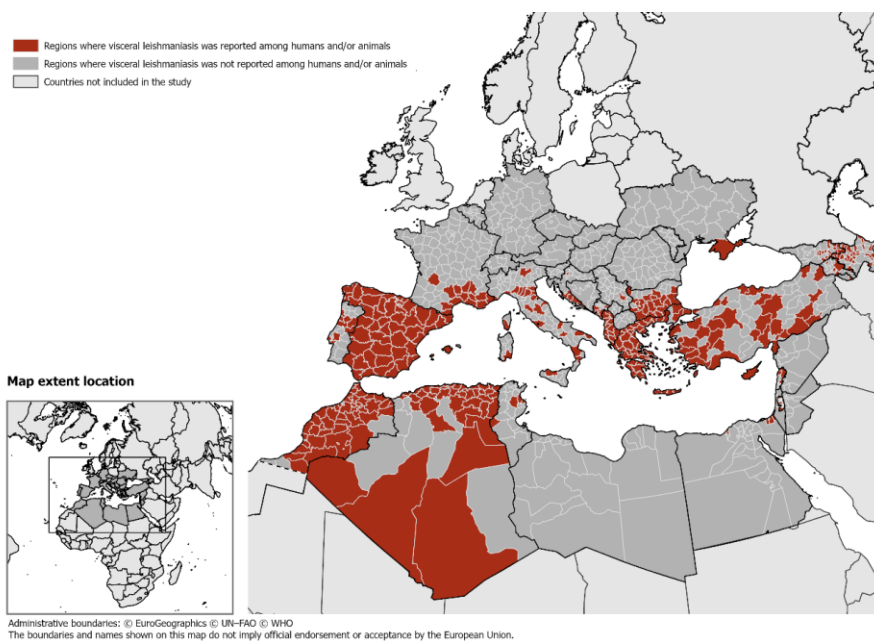 Regions where visceral leishmaniasis was reported among humans and/or animals
Regions where visceral leishmaniasis was not reported among humans and/or animals
Countries not included in the study
Map extent location
Administrative boundaries: © EuroGeographics © UN–FAO © WHO
The boundaries and names shown on this map do not imply official endorsement or acceptance by the European Union.